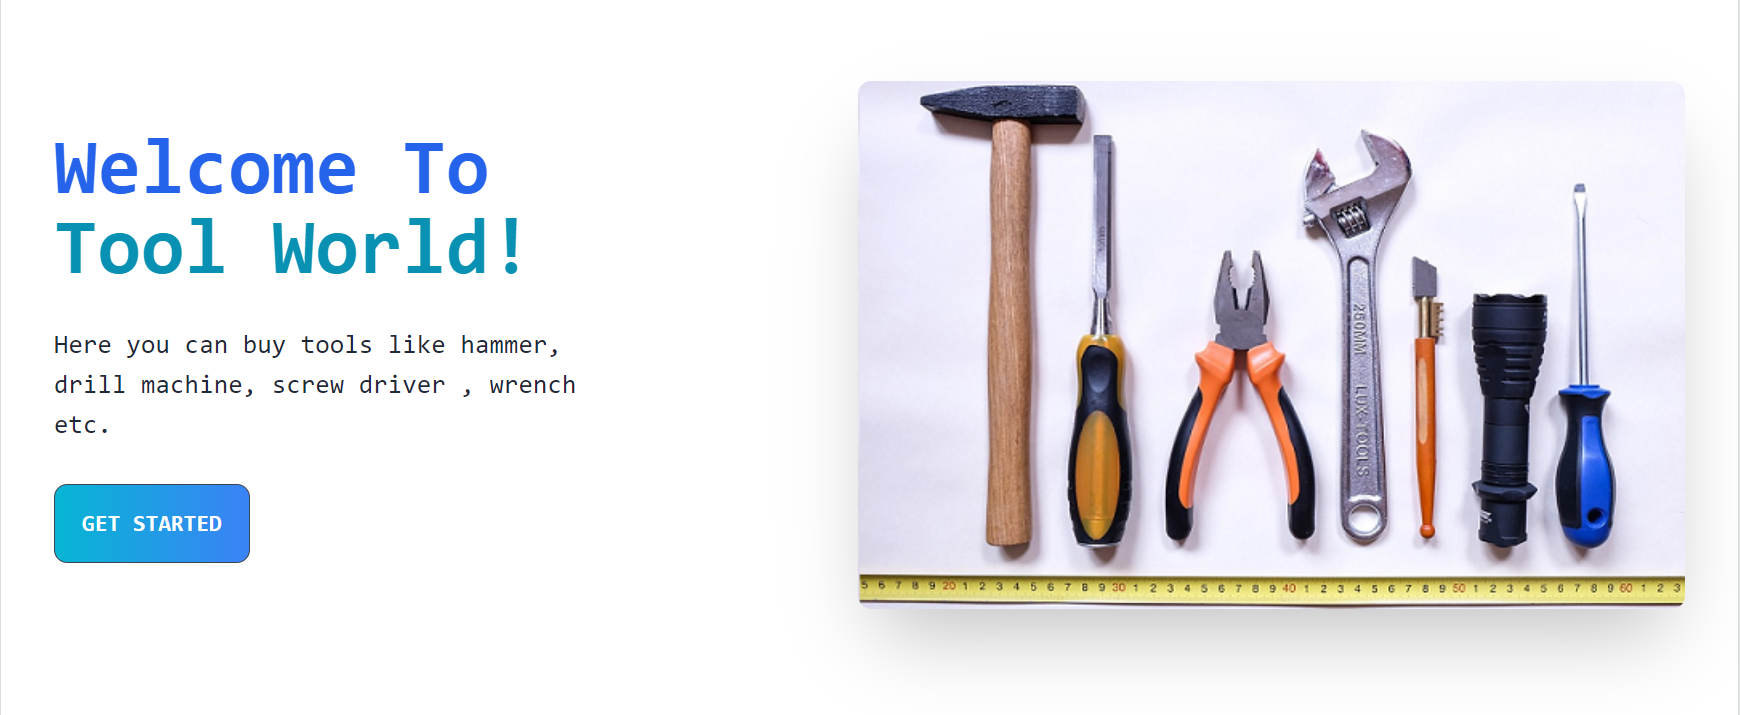 Welcome To
Tool World!
Here you can buy tools like hammer,
drill machine, screw driver , wrench
etc.
GET STARTED
250MM LUX-TOOLS
5 6 7 8 9 20 1 2 3 4 5 6 7 8 9 30 1 2 3 4 5 6 7 8 9 40 1 2 3 4 5 6 7 8 9 50 1 2 3 4 5 6 7 8 9 60 1 2 3